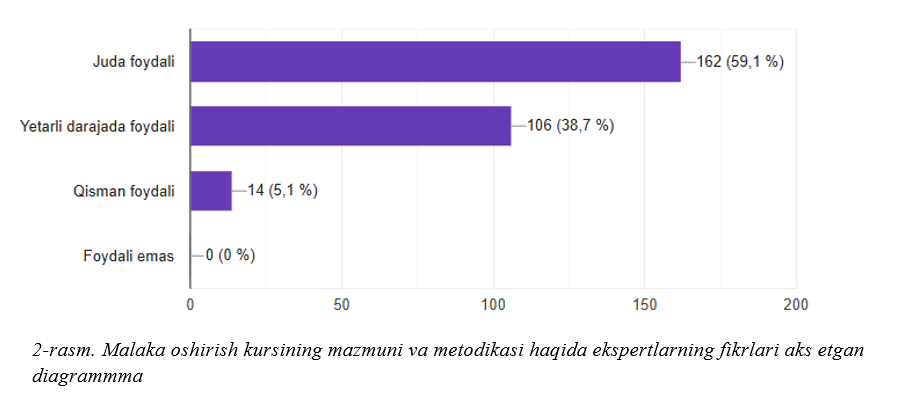 Juda foydali
162 (59,1 %)
Yetarli darajada foydali
106 (38,7 %)
Qisman foydali
14 (5,1 %)
Foydali emas
0 (0 %)
0 50 100 150 200
2-rasm. Malaka oshirish kursining mazmuni va metodikasi haqida ekspertlarning fikrlari aks etgan
diagrammma